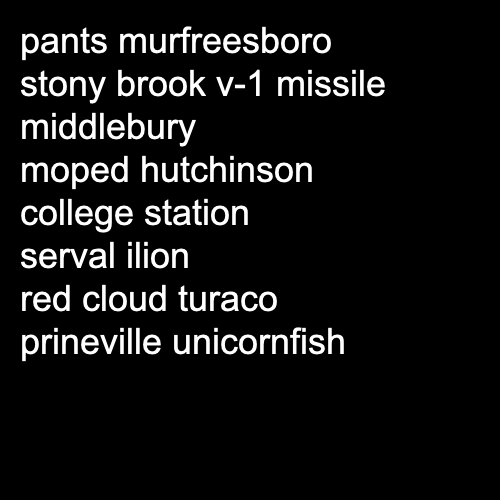 pants murfreesboro
stony brook v-1 missile
middlebury
moped hutchinson
college station
serval ilion
red cloud turaco
prineville unicornfish